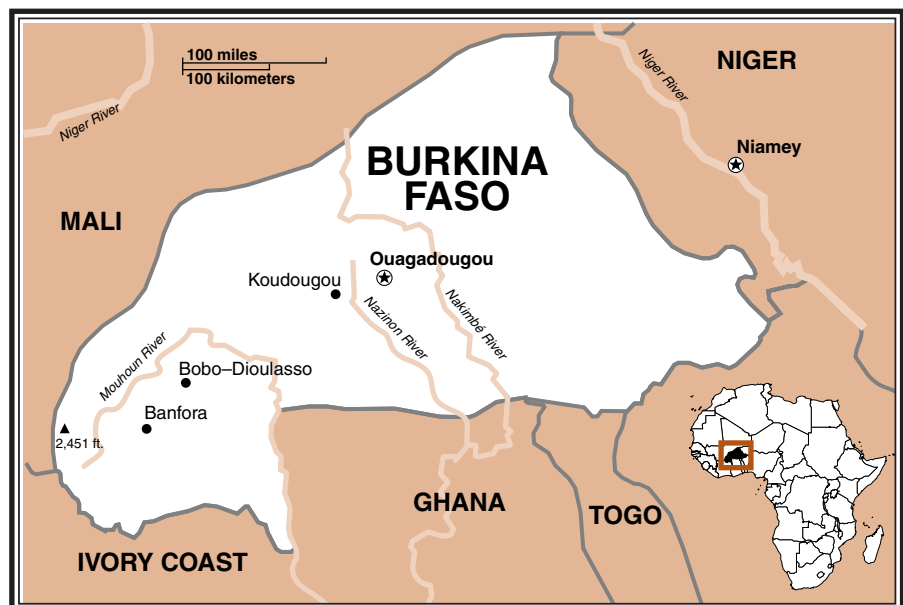 100 miles
100 kilometers
NIGER
Niger River
Niger River
Niamey
BURKINA
FASO
MALI
Ouagadougou
Koudougou
Nazinon River
Nakimbé River
Mouhoun River
Bobo–Dioulasso
Banfora
2,451 ft.
GHANA
TOGO
IVORY COAST